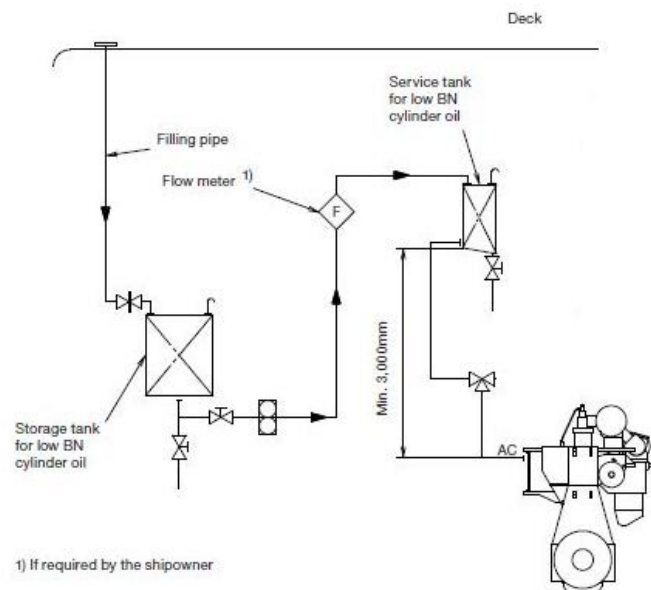 Deck
Service tank
for low BN
cylinder oil
Filling pipe
Flow meter 1)
F
Min. 3,000mm
Storage tank
for low BN
cylinder oil
AC
1) If required by the shipowner